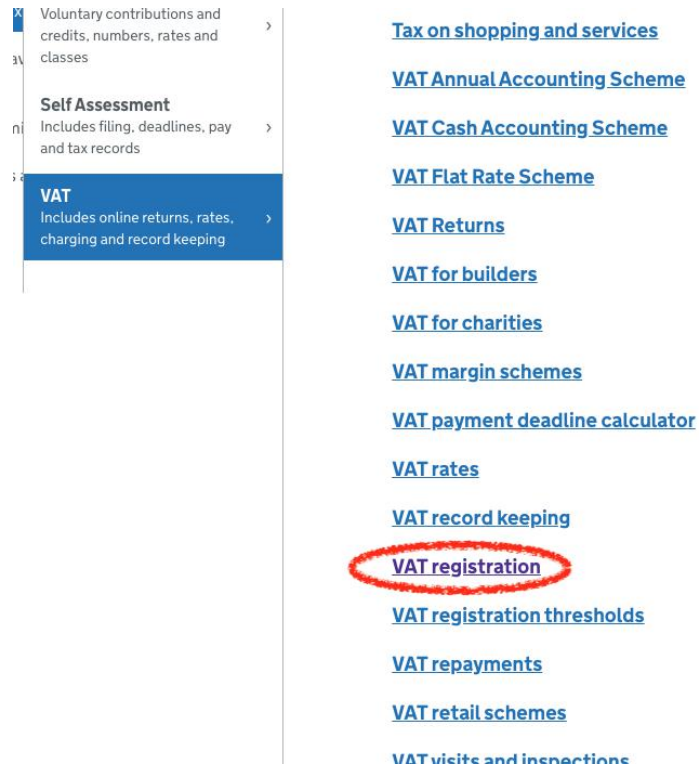 Voluntary contributions and
credits, numbers, rates and
classes
Self Assessment
Includes filing, deadlines, pay
and tax records
VAT
Includes online returns, rates,
charging and record keeping
Tax on shopping and services
VAT Annual Accounting Scheme
VAT Cash Accounting Scheme
VAT Flat Rate Scheme
VAT Returns
VAT for builders
VAT for charities
VAT margin schemes
VAT payment deadline calculator
VAT rates
VAT record keeping
VAT registration
VAT registration thresholds
VAT repayments
VAT retail schemes
VAT visits and inspections